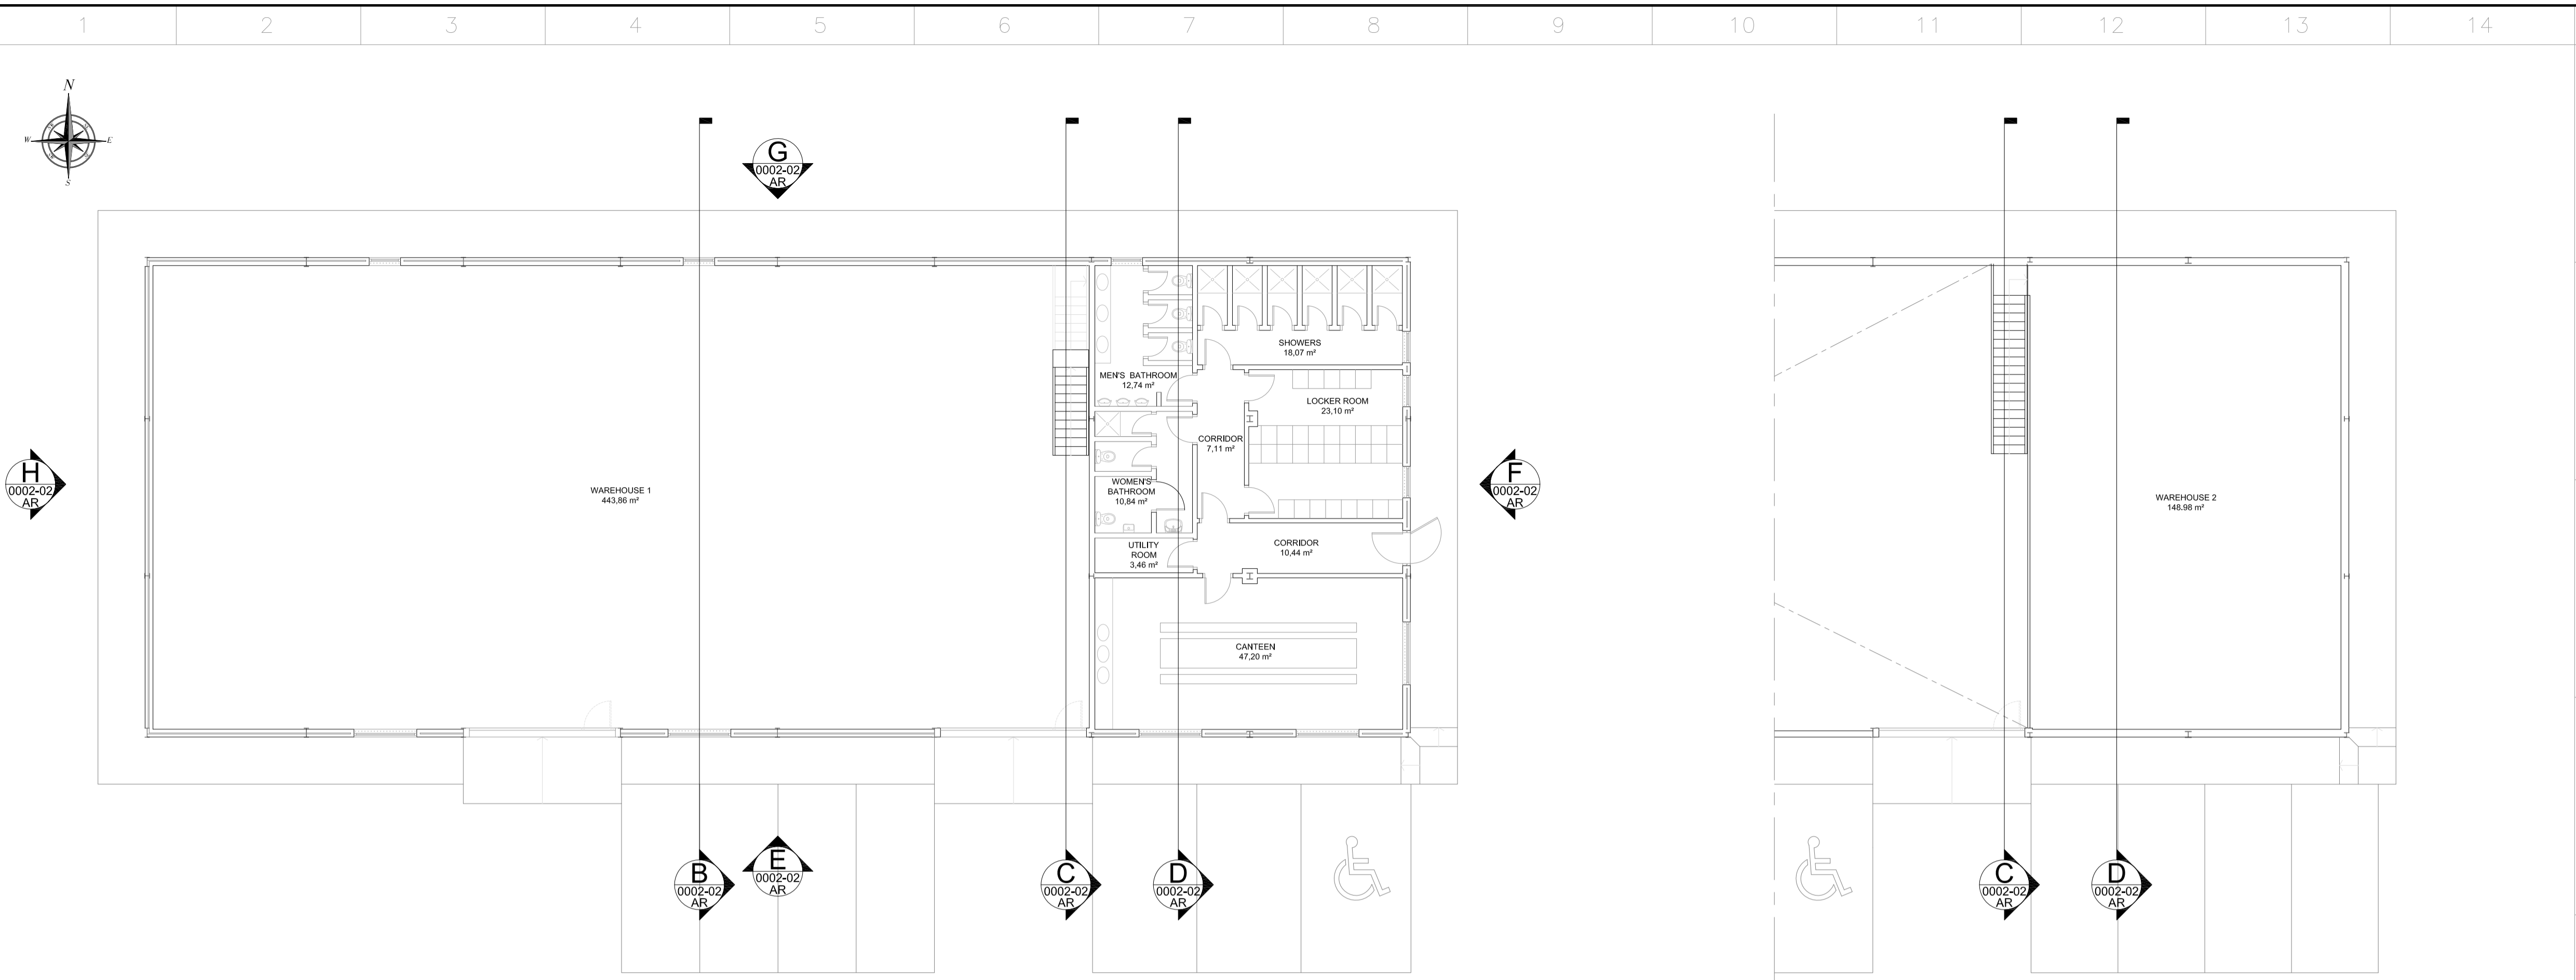 1 2 3 4 5 6 7 8 9 10 11 12 13 14
N
W E
S
G
0002-02
AR
SHOWERS
18,07 m²
MEN'S BATHROOM
12,74 m²
LOCKER ROOM
23,10 m²
CORRIDOR
7,11 m²
H
0002-02
AR
WAREHOUSE 1
443,86 m²
WOMEN'S
BATHROOM
10,84 m²
F
0002-02
AR
WAREHOUSE 2
148.98 m²
UTILITY
ROOM
3,46 m²
CORRIDOR
10,44 m²
CANTEEN
47,20 m²
B
0002-02
AR
E
0002-02
AR
C
0002-02
AR
D
0002-02
AR
C
0002-02
AR
D
0002-02
AR